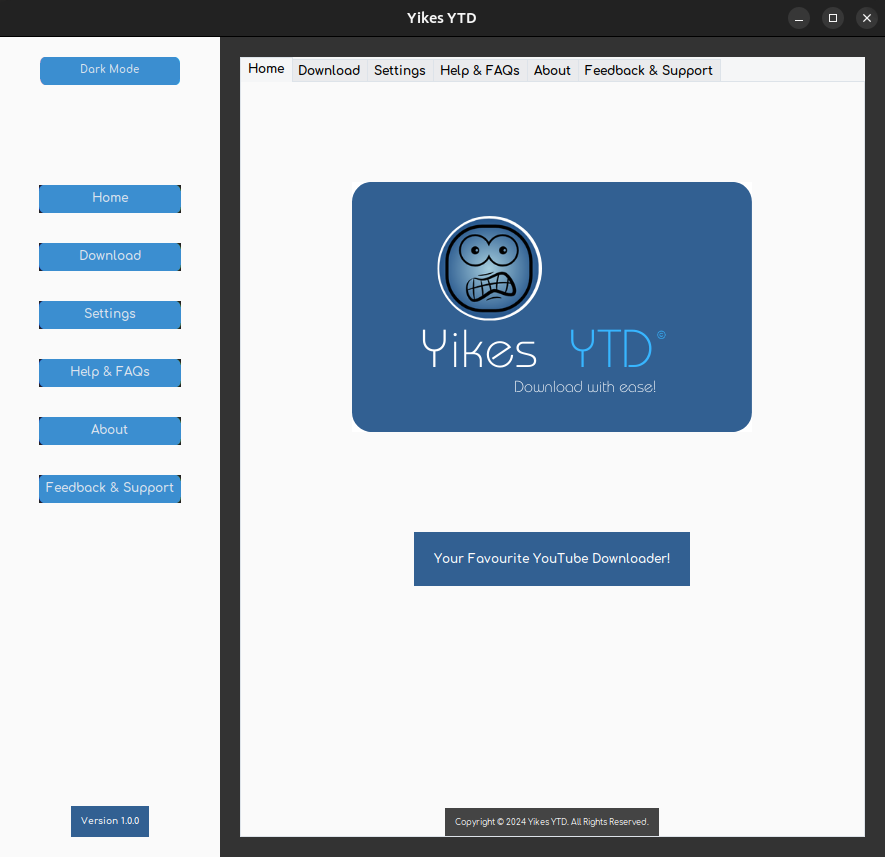 Yikes YTD
Dark Mode
Home
Download
Settings
Help & FAQs
About
Feedback & Support
Version 1.0.0
Home Download Settings Help & FAQs About Feedback & Support
Yikes YTD ©
Download with ease!
Your Favourite YouTube Downloader!
Copyright © 2024 Yikes YTD. All Rights Reserved.